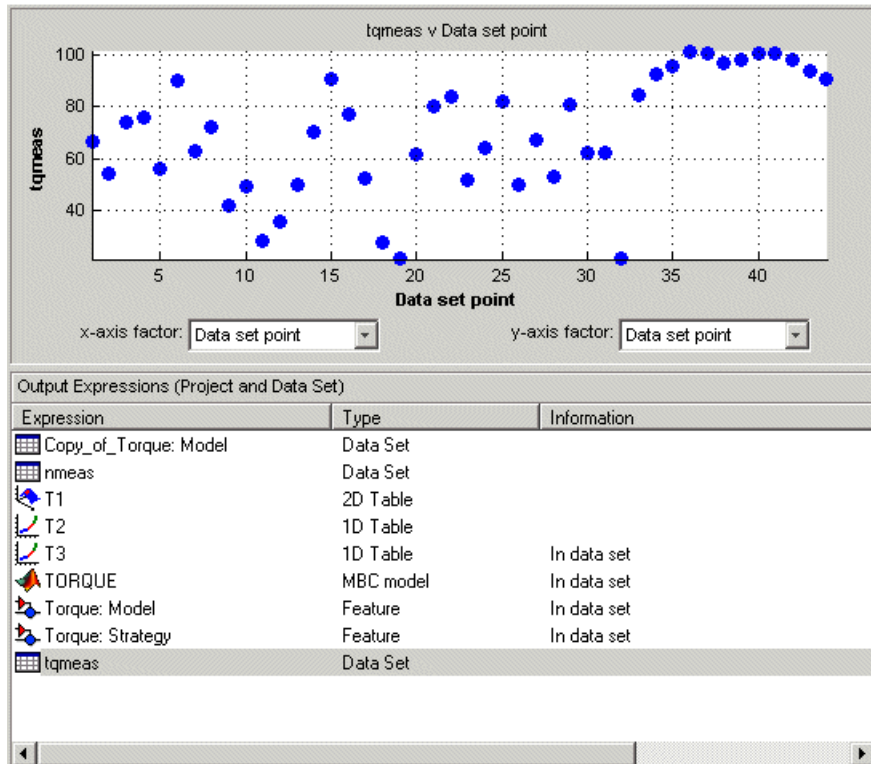 tqmeas v Data set point
100
80
60
40
tqmeas
5 10 15 20 25 30 35 40
Data set point
x-axis factor: Data set point y-axis factor: Data set point
Output Expressions (Project and Data Set)
Expression Type Information
Copy_of_Torque: Model Data Set
nmeas Data Set
T1 2D Table
T2 1D Table
T3 1D Table In data set
TORQUE MBC model In data set
Torque: Model Feature In data set
Torque: Strategy Feature In data set
tqmeas Data Set